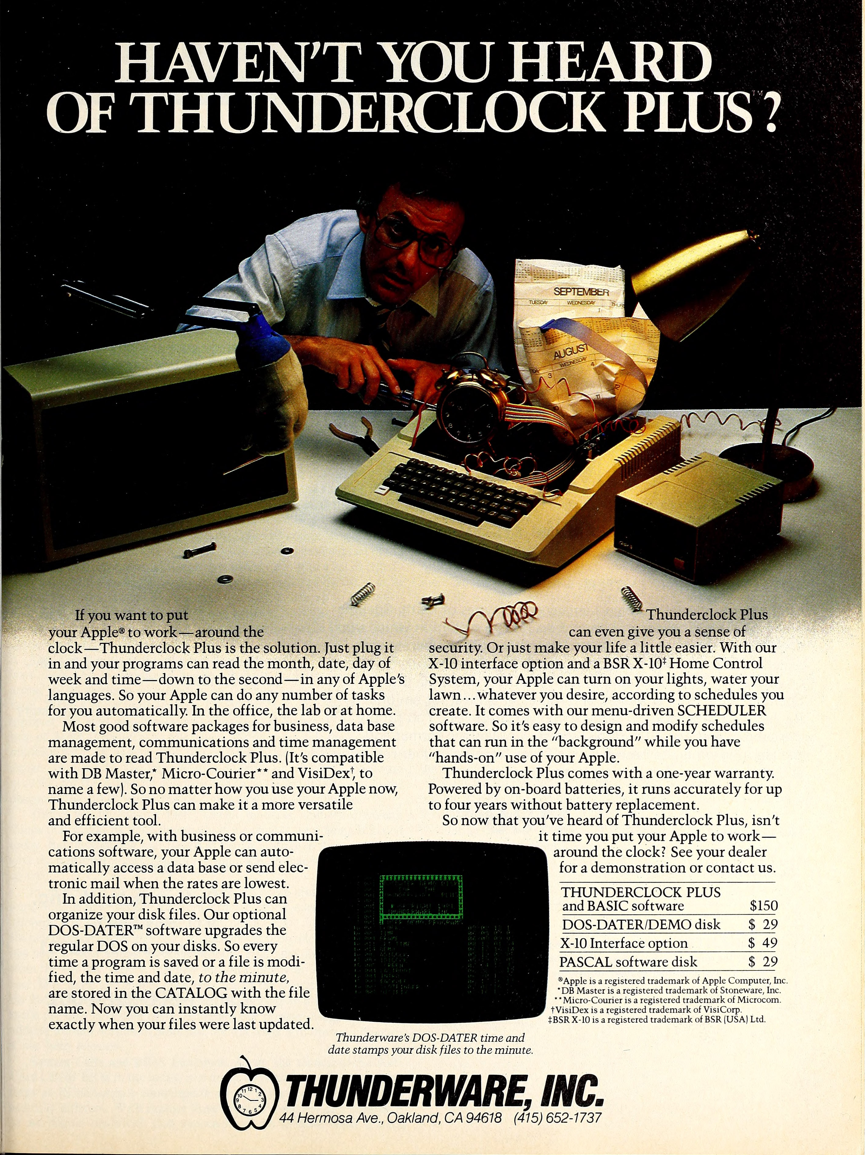 HAVEN'T YOU HEARD
OF THUNDERCLOCK PLUS™?
SEPTEMBER
TUESDAY WEDNESDAY
AUGUST
WEDNESDAY
If you want to put
your Apple® to work—around the
clock—Thunderclock Plus is the solution. Just plug it
in and your programs can read the month, date, day of
week and time—down to the second—in any of Apple's
languages. So your Apple can do any number of tasks
for you automatically. In the office, the lab or at home.
Most good software packages for business, data base
management, communications and time management
are made to read Thunderclock Plus. (It's compatible
with DB Master,* Micro-Courier** and VisiDex†, to
name a few). So no matter how you use your Apple now,
Thunderclock Plus can make it a more versatile
and efficient tool.
For example, with business or communi-
cations software, your Apple can auto-
matically access a data base or send elec-
tronic mail when the rates are lowest.
In addition, Thunderclock Plus can
organize your disk files. Our optional
DOS-DATER™ software upgrades the
regular DOS on your disks. So every
time a program is saved or a file is modi-
fied, the time and date, to the minute,
are stored in the CATALOG with the file
name. Now you can instantly know
exactly when your files were last updated.
Thunderclock Plus
can even give you a sense of
security. Or just make your life a little easier. With our
X-10 interface option and a BSR X-10‡ Home Control
System, your Apple can turn on your lights, water your
lawn...whatever you desire, according to schedules you
create. It comes with our menu-driven SCHEDULER
software. So it's easy to design and modify schedules
that can run in the "background" while you have
"hands-on" use of your Apple.
Thunderclock Plus comes with a one-year warranty.
Powered by on-board batteries, it runs accurately for up
to four years without battery replacement.
So now that you've heard of Thunderclock Plus, isn't
it time you put your Apple to work—
around the clock? See your dealer
for a demonstration or contact us.
THUNDERCLOCK PLUS
and BASIC software $150
DOS-DATER/DEMO disk $ 29
X-10 Interface option $ 49
PASCAL software disk $ 29
®Apple is a registered trademark of Apple Computer, Inc.
*DB Master is a registered trademark of Stoneware, Inc.
**Micro-Courier is a registered trademark of Microcom.
†VisiDex is a registered trademark of VisiCorp.
‡BSR X-10 is a registered trademark of BSR (USA) Ltd.
Thunderware's DOS-DATER time and
date stamps your disk files to the minute.
THUNDERWARE, INC.
44 Hermosa Ave., Oakland, CA 94618 (415) 652-1737